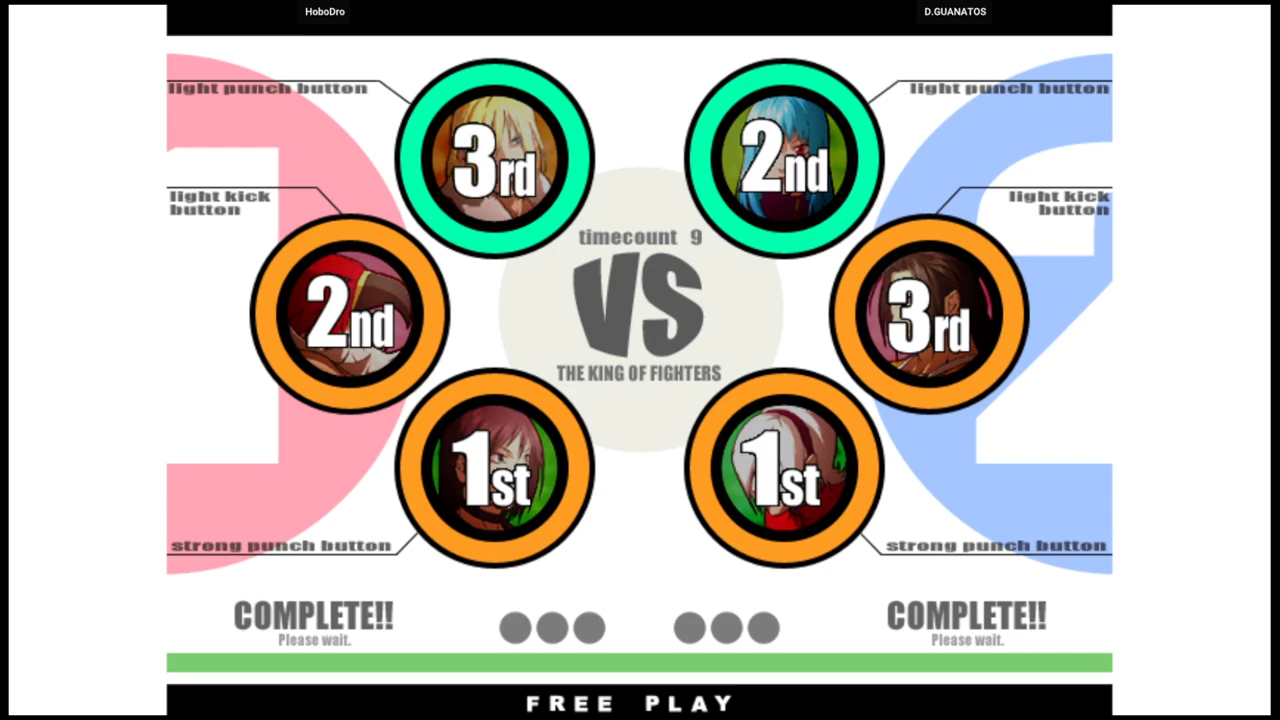 HoboDro
D.GUANATOS
light punch button
light punch button
3rd
2nd
light kick
button
light kick
button
timecount 9
VS
THE KING OF FIGHTERS
2nd
3rd
1st
1st
strong punch button
strong punch button
COMPLETE!!
Please wait.
COMPLETE!!
Please wait.
FREE PLAY
1
2